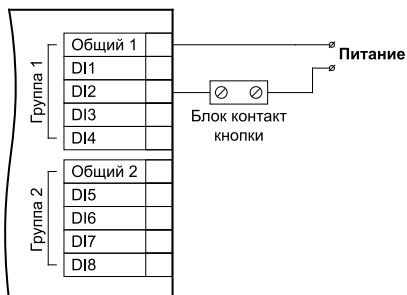 Группа 1
Общий 1
DI1
DI2
DI3
DI4
Питание
Блок контакт
кнопки
Группа 2
Общий 2
DI5
DI6
DI7
DI8